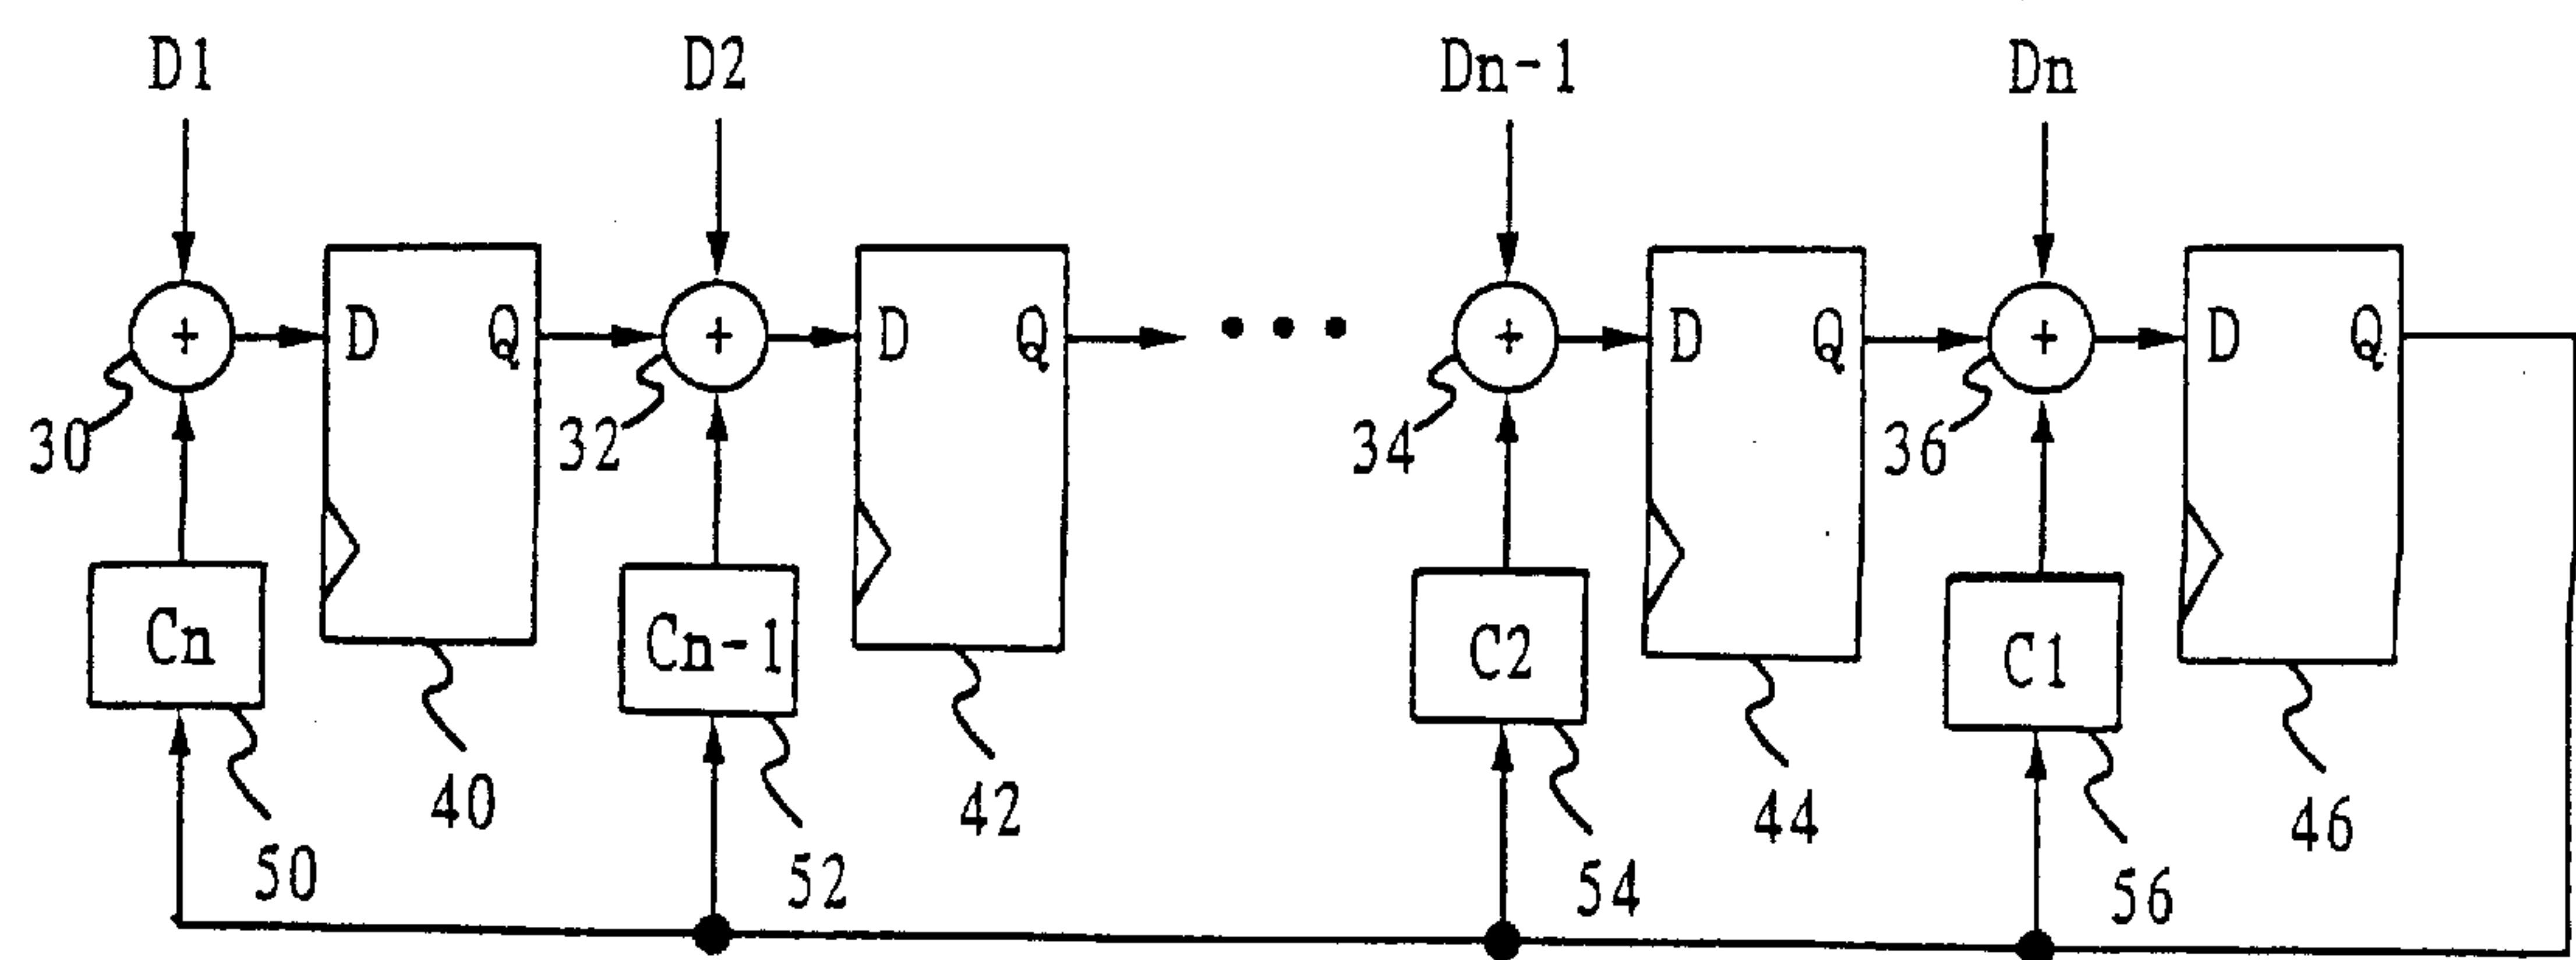 D1 D2 Dn-1 Dn
+ D Q + D Q ••• + D Q + D Q
30 32 34 36
Cn Cn-1 C2 C1
40 42 44 46
50 52 54 56